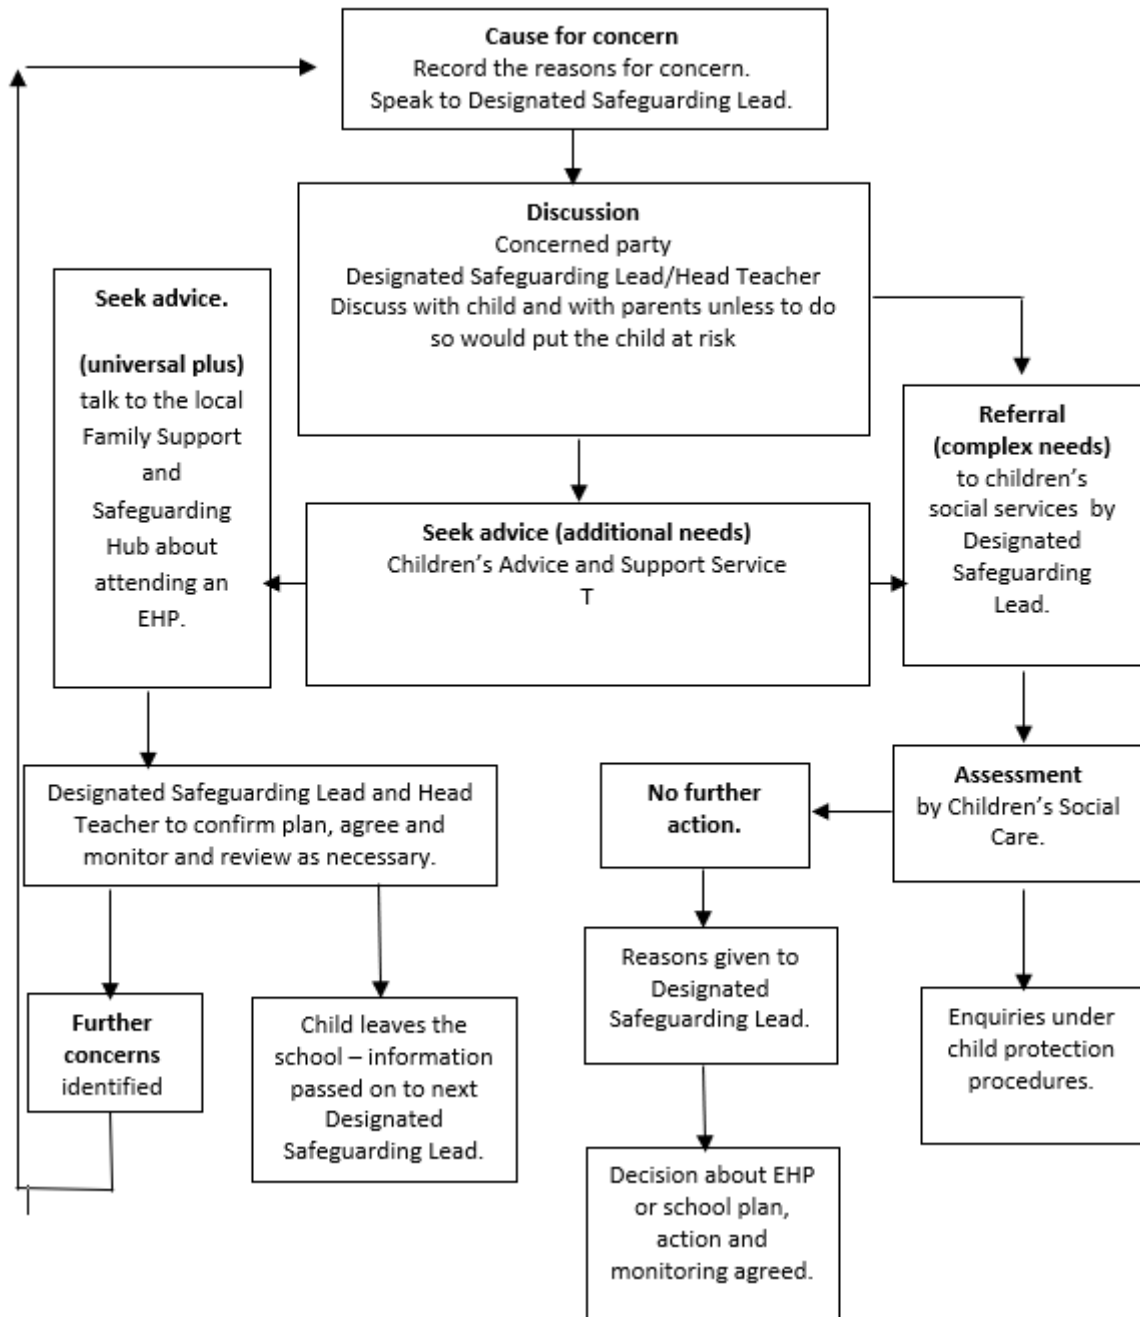 Cause for concern
Record the reasons for concern.
Speak to Designated Safeguarding Lead.
Discussion
Concerned party
Designated Safeguarding Lead/Head Teacher
Discuss with child and with parents unless to do
so would put the child at risk
Seek advice.
(universal plus)
talk to the local
Family Support
and
Safeguarding
Hub about
attending an
EHP.
Seek advice (additional needs)
Children’s Advice and Support Service
T
Referral
(complex needs)
to children’s
social services by
Designated
Safeguarding
Lead.
Designated Safeguarding Lead and Head
Teacher to confirm plan, agree and
monitor and review as necessary.
No further
action.
Assessment
by Children’s Social
Care.
Further
concerns
identified
Child leaves the
school – information
passed on to next
Designated
Safeguarding Lead.
Reasons given to
Designated
Safeguarding Lead.
Enquiries under
child protection
procedures.
Decision about EHP
or school plan,
action and
monitoring agreed.